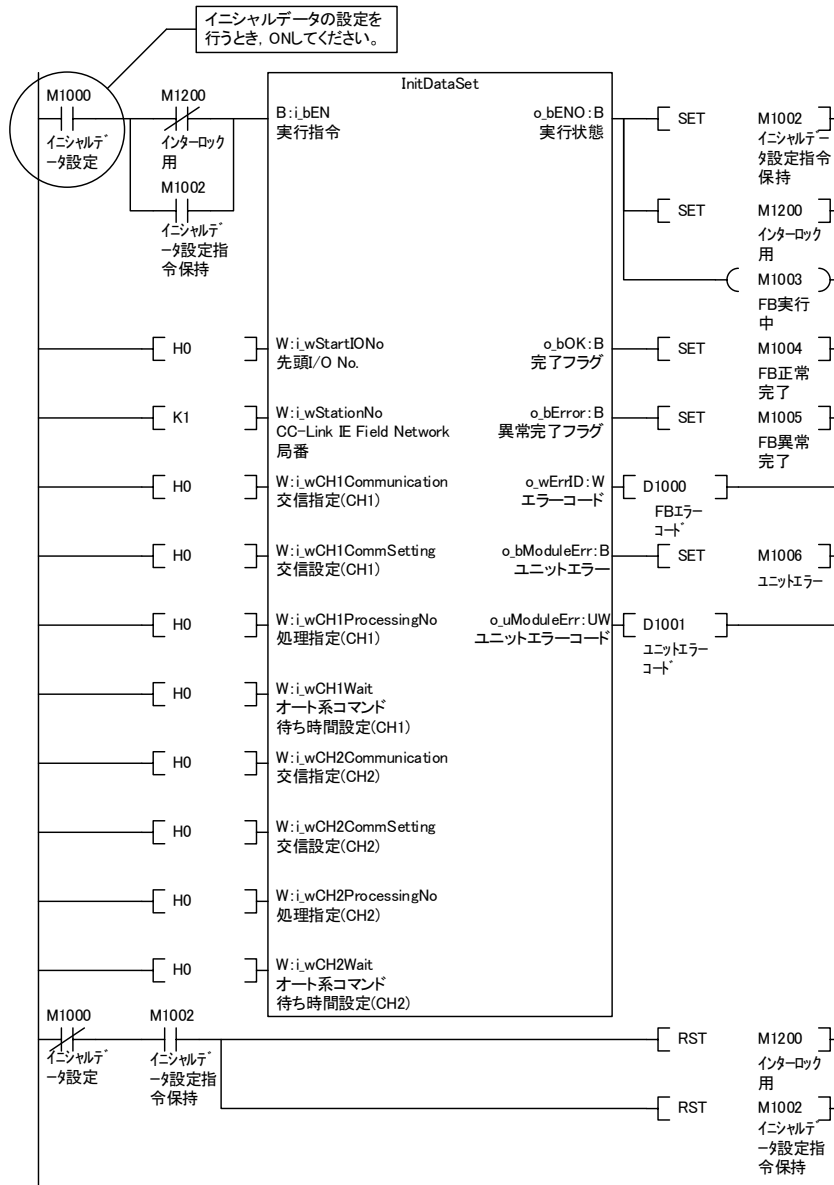 イニシャルデータの設定を
行うとき, ONしてください。
InitDataSet
M1000
イニシャルデ
ータ設定
M1200
インターロック
用
M1002
イニシャルデ
ータ設定指
令保持
B:i_bEN
実行指令
o_bENO:B
実行状態
SET M1002
イニシャルデー
タ設定指令
保持
SET M1200
インターロック
用
M1003
FB実行
中
H0
W:i_wStartIONo
先頭I/O No.
o_bOK:B
完了フラグ
SET M1004
FB正常
完了
K1
W:i_wStationNo
CC-Link IE Field Network
局番
o_bError:B
異常完了フラグ
SET M1005
FB異常
完了
H0
W:i_wCH1Communication
交信指定(CH1)
o_wErrID:W
エラーコード
D1000
FBエラー
コード
H0
W:i_wCH1CommSetting
交信設定(CH1)
o_bModuleErr:B
ユニットエラー
SET M1006
ユニットエラー
H0
W:i_wCH1ProcessingNo
処理指定(CH1)
o_uModuleErr:UW
ユニットエラーコード
D1001
ユニットエラー
コード
H0
W:i_wCH1Wait
オート系コマンド
待ち時間設定(CH1)
H0
W:i_wCH2Communication
交信指定(CH2)
H0
W:i_wCH2CommSetting
交信設定(CH2)
H0
W:i_wCH2ProcessingNo
処理指定(CH2)
H0
W:i_wCH2Wait
オート系コマンド
待ち時間設定(CH2)
M1000
イニシャルデ
ータ設定
M1002
イニシャルデ
ータ設定指
令保持
RST M1200
インターロック
用
RST M1002
イニシャルデ
ータ設定指
令保持